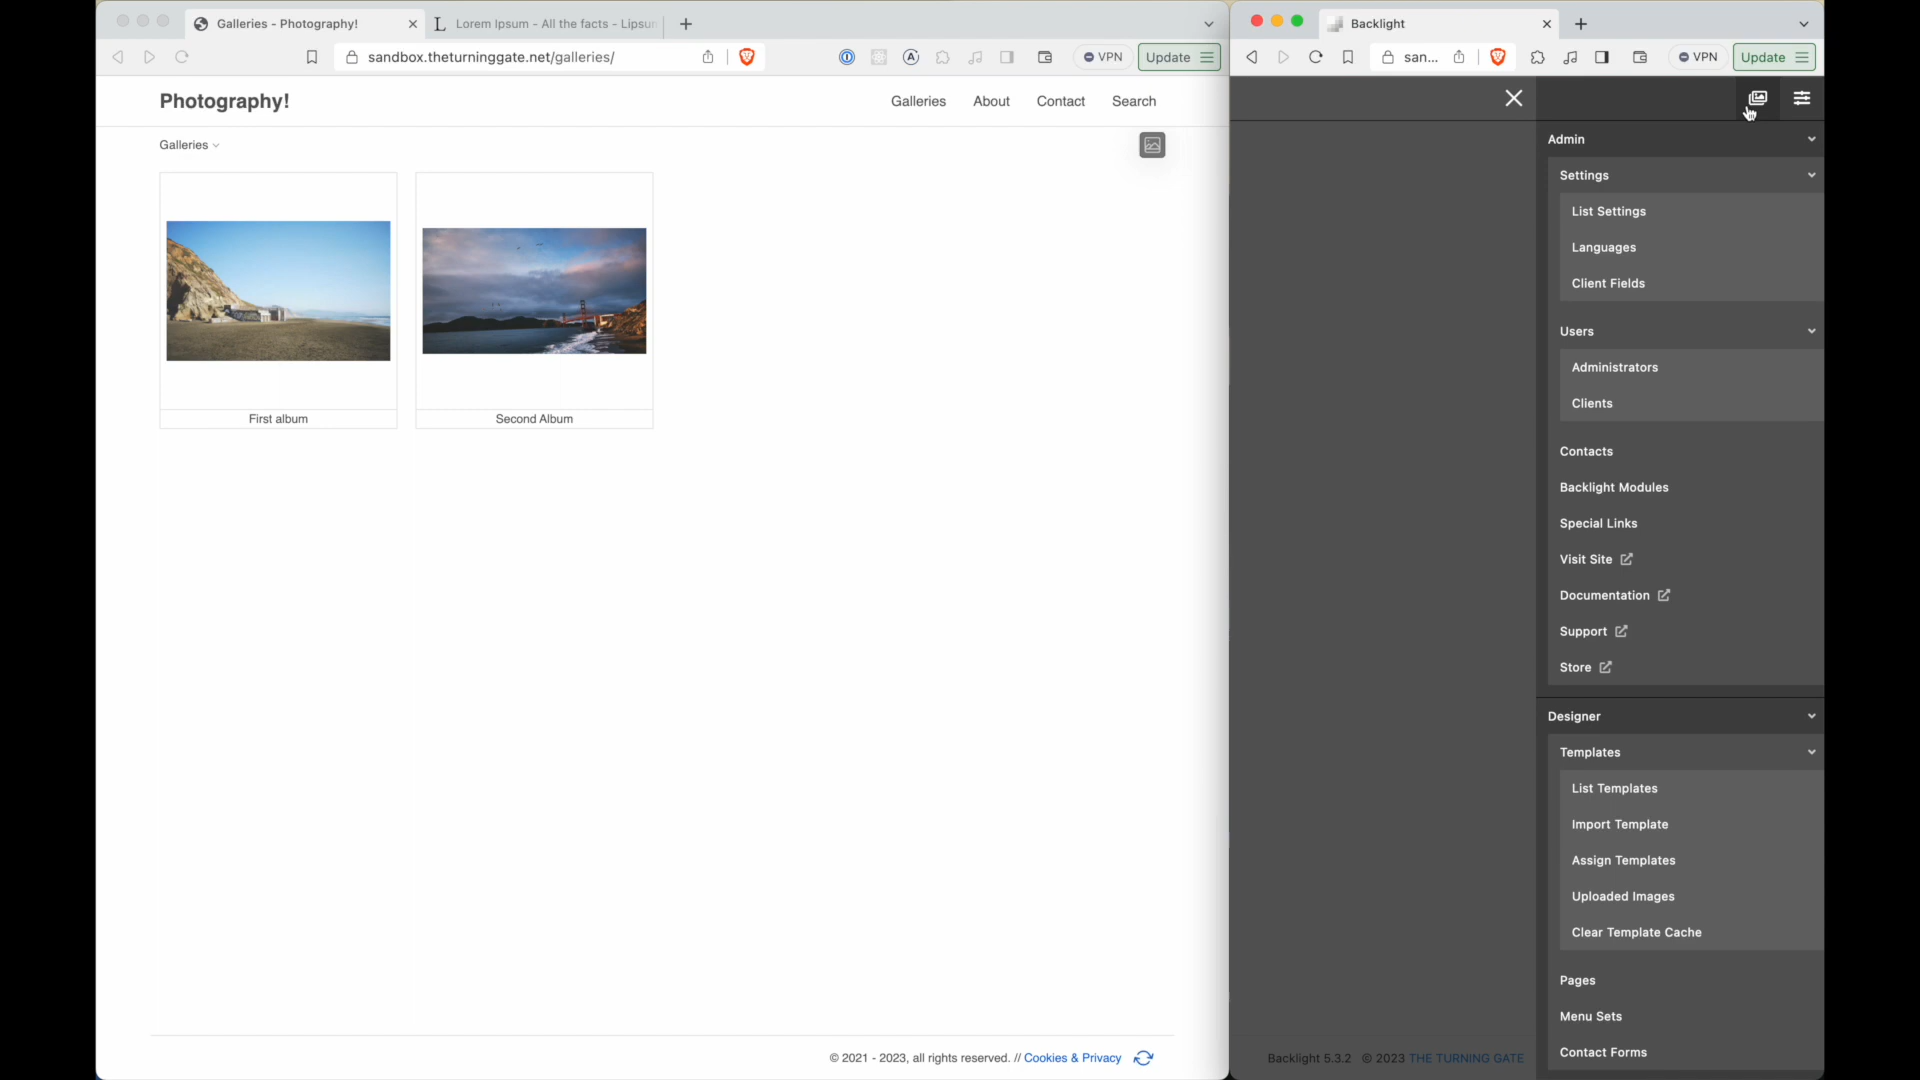 Galleries - Photography!
Lorem Ipsum - All the facts - Lipsum
sandbox.theturninggate.net/galleries/
VPN
Update
Photography!
Galleries
About
Contact
Search
Galleries
First album
Second Album
© 2021 - 2023, all rights reserved. // Cookies & Privacy
Backlight
san...
VPN
Update
Admin
Settings
List Settings
Languages
Client Fields
Users
Administrators
Clients
Contacts
Backlight Modules
Special Links
Visit Site
Documentation
Support
Store
Designer
Templates
List Templates
Import Template
Assign Templates
Uploaded Images
Clear Template Cache
Pages
Menu Sets
Contact Forms
Backlight 5.3.2 © 2023 THE TURNING GATE